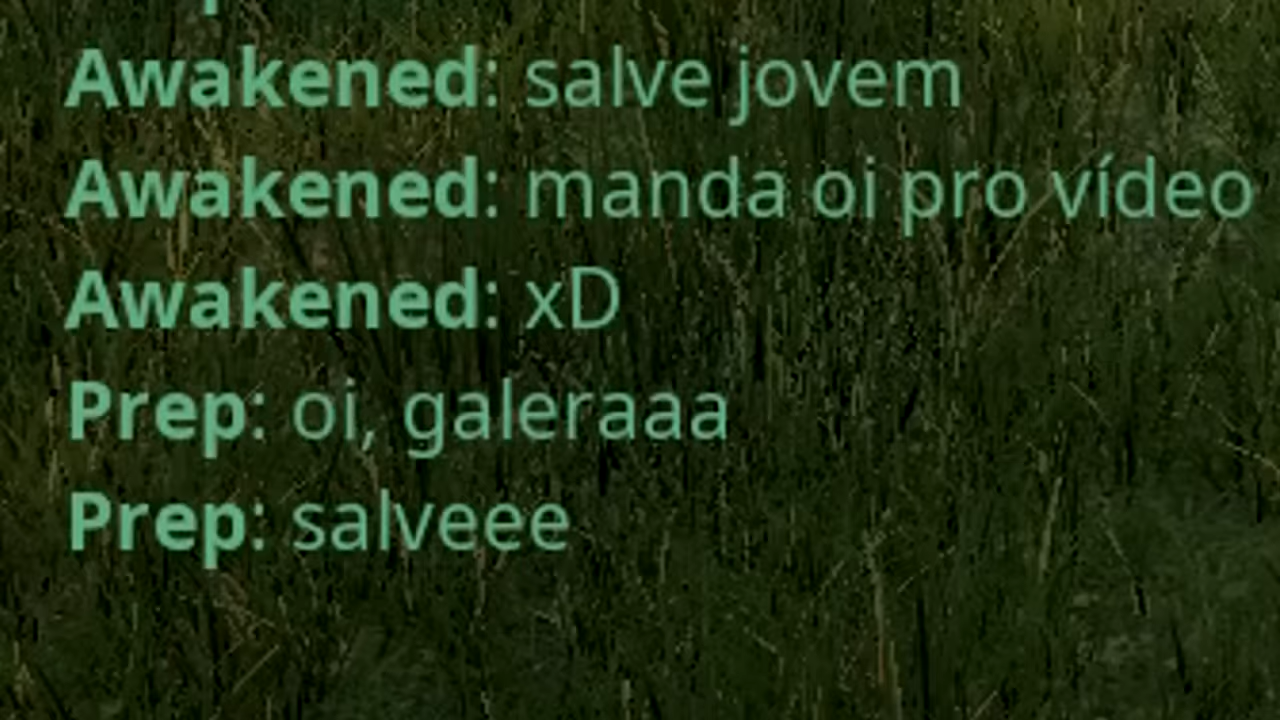 Awakened: salve jovem
Awakened: manda oi pro vídeo
Awakened: xD
Prep: oi, galeraaa
Prep: salveee